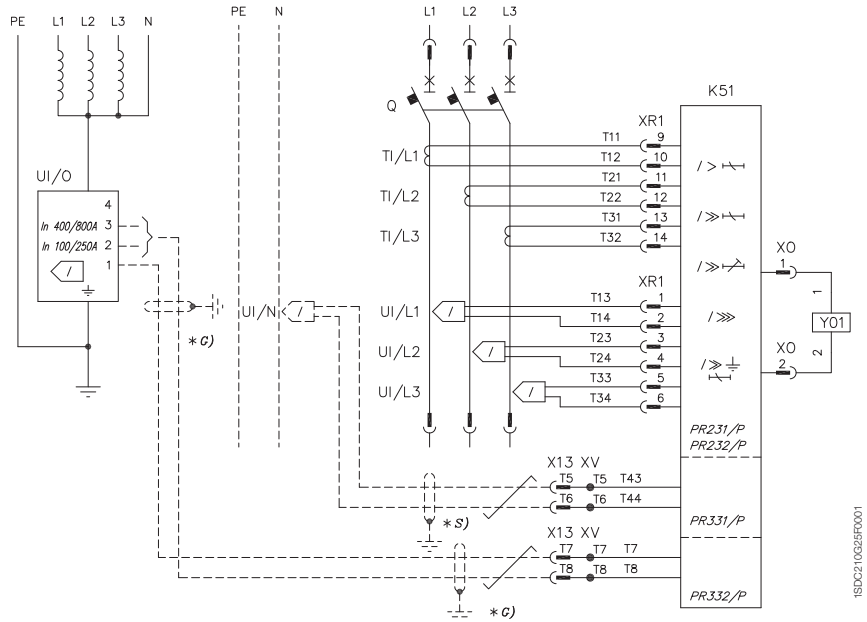 PE L1 L2 L3 N
PE N
L1 L2 L3
K51
Q
XR1
TI/L1 T11 9
T12 10
TI/L2 T21 11
T22 12
TI/L3 T31 13
T32 14
UI/O
4
In 400/800A 3
In 100/250A 2
1
/
/ >
/ >>
/ >>
/ >>>
/ >>
XR1
UI/N /
UI/L1 / T13 1
T14 2
UI/L2 / T23 3
T24 4
UI/L3 / T33 5
T34 6
XO
1
1
YO1
2
XO
2
* G)
PR231/P
PR232/P
X13 XV
T5 T5 T43
T6 T6 T44
* S)
PR331/P
X13 XV
T7 T7 T7
T8 T8 T8
* G)
PR332/P
1SDC210G25F0001